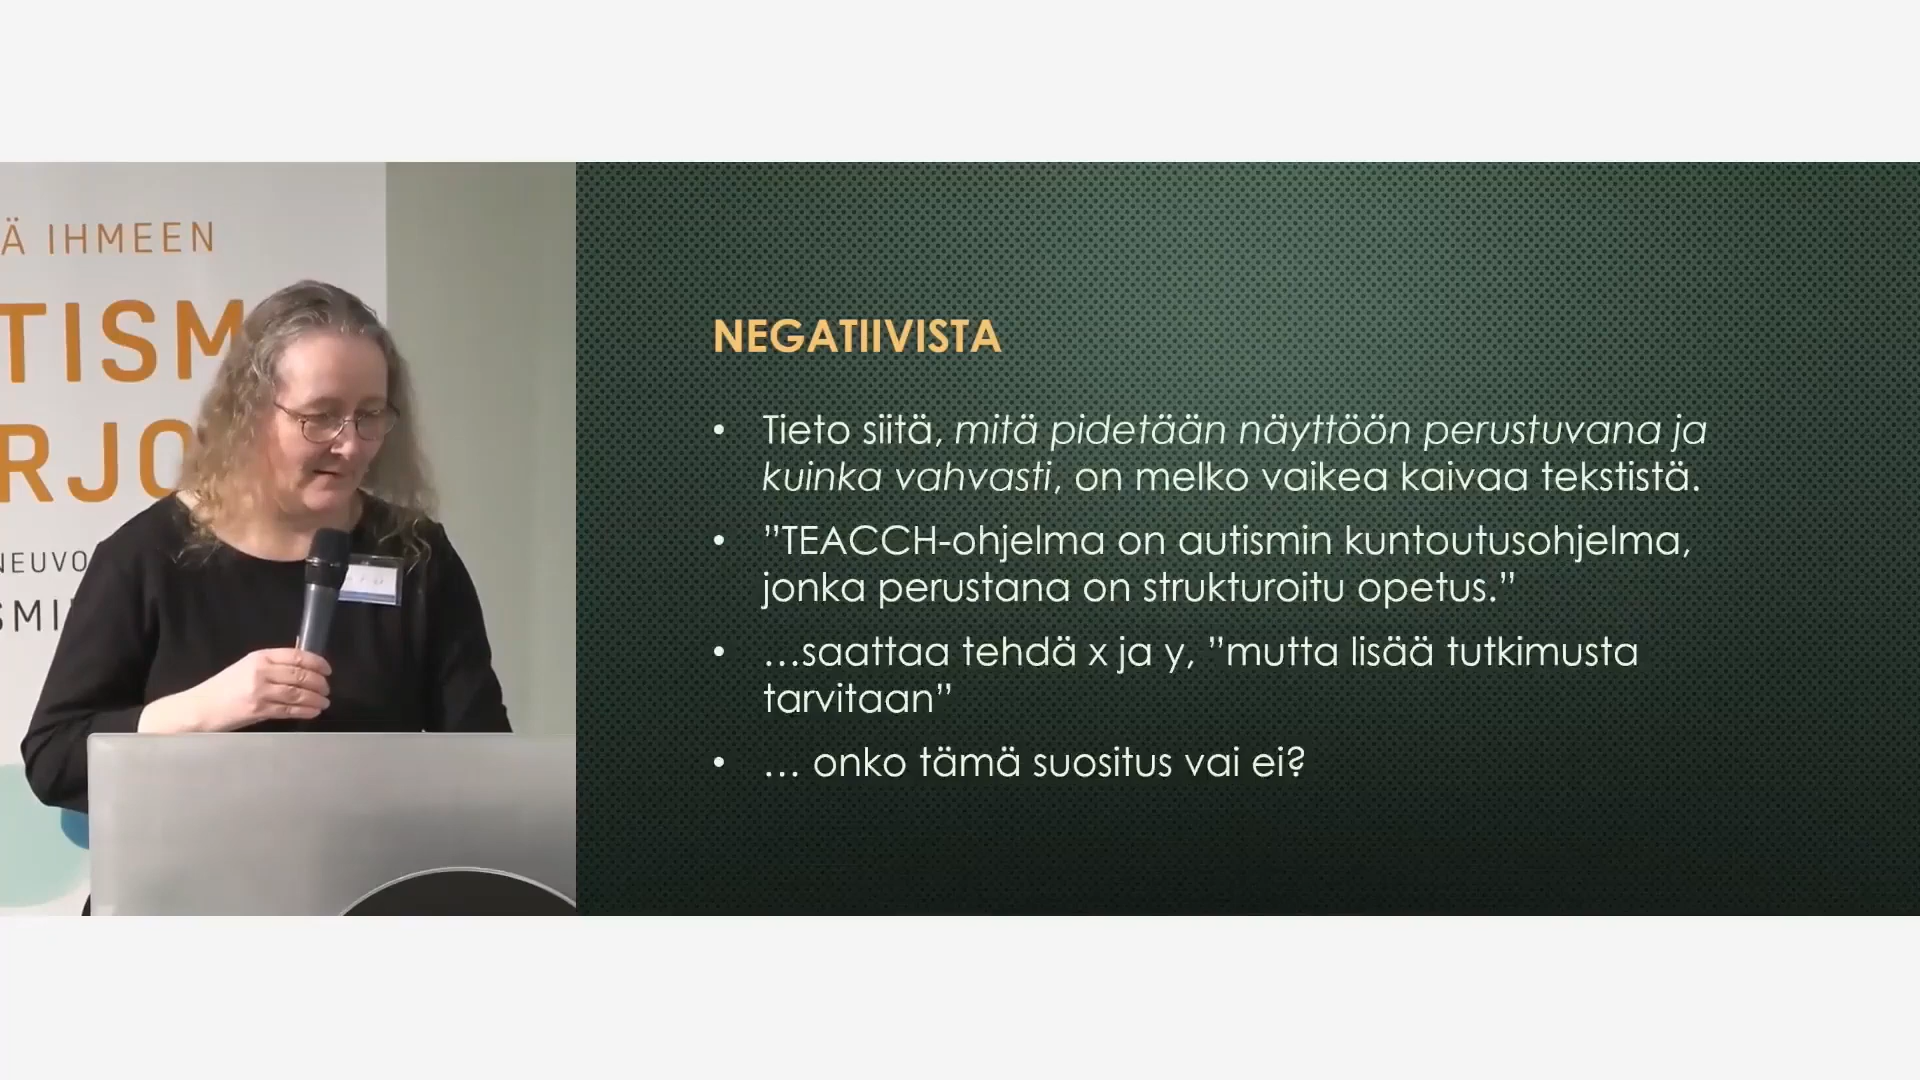 Ä IHMEEN
TISM
RJO
NEUVO
SMI
NEGATIIVISTA
• Tieto siitä, mitä pidetään näyttöön perustuvana ja
kuinka vahvasti, on melko vaikea kaivaa tekstistä.
• ”TEACCH-ohjelma on autismin kuntoutusohjelma,
jonka perustana on strukturoitu opetus.”
• …saattaa tehdä x ja y, ”mutta lisää tutkimusta
tarvitaan”
• … onko tämä suositus vai ei?